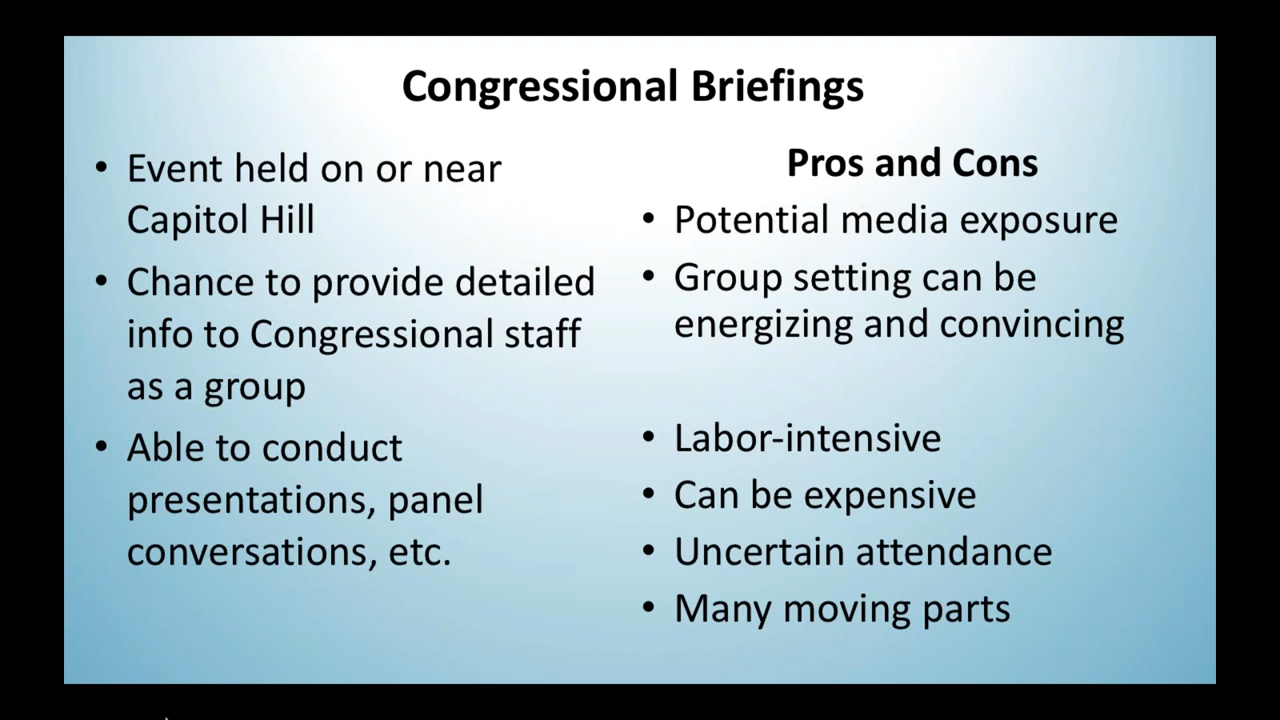 Congressional Briefings
• Event held on or near
Capitol Hill
• Chance to provide detailed
info to Congressional staff
as a group
• Able to conduct
presentations, panel
conversations, etc.
Pros and Cons
• Potential media exposure
• Group setting can be
energizing and convincing
• Labor-intensive
• Can be expensive
• Uncertain attendance
• Many moving parts